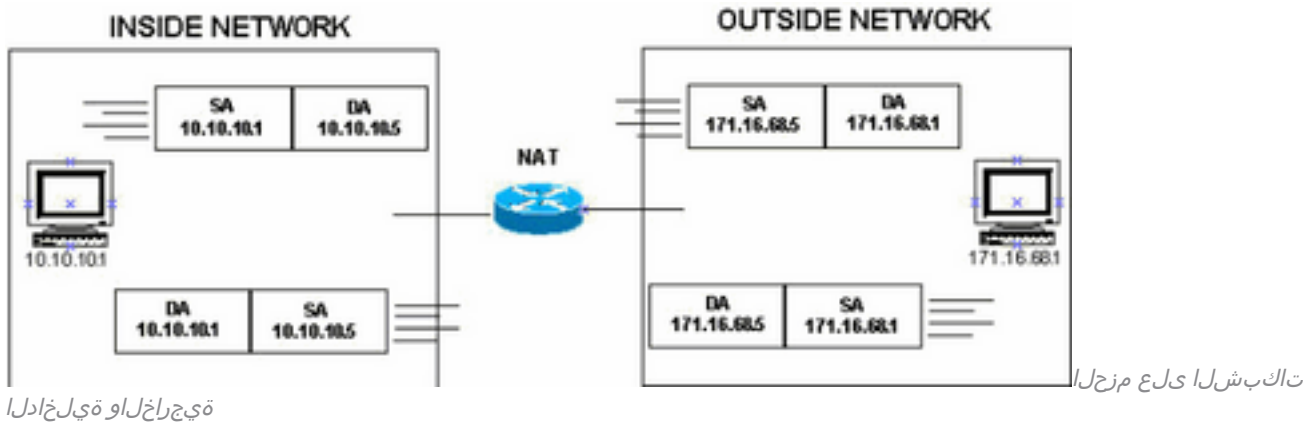 INSIDE NETWORK
OUTSIDE NETWORK
SA
10.10.10.1
DA
10.10.10.5
SA
171.16.68.5
DA
171.16.68.1
NAT
10.10.10.1
171.16.68.1
DA
10.10.10.1
SA
10.10.10.5
DA
171.16.68.5
SA
171.16.68.1
تاكبشلا ىلع مزحلا
ةيجراخلاو ةيلخادلا